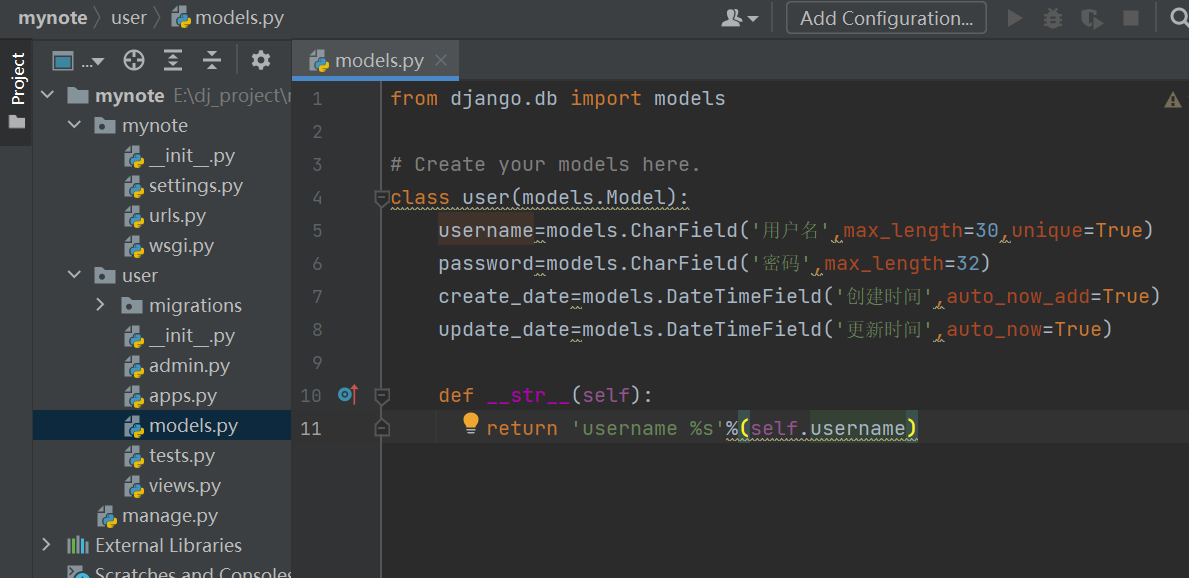 mynote user models.py
Add Configuration...
Project
...
models.py
mynote E:\dj_project\
mynote
__init__.py
settings.py
urls.py
wsgi.py
user
migrations
__init__.py
admin.py
apps.py
models.py
tests.py
views.py
manage.py
External Libraries
Scratches and Consoles
1 from django.db import models
2
3 # Create your models here.
4 class user(models.Model):
5 username=models.CharField('用户名',max_length=30,unique=True)
6 password=models.CharField('密码',max_length=32)
7 create_date=models.DateTimeField('创建时间',auto_now_add=True)
8 update_date=models.DateTimeField('更新时间',auto_now=True)
9
10 def __str__(self):
11 return 'username %s'%(self.username)